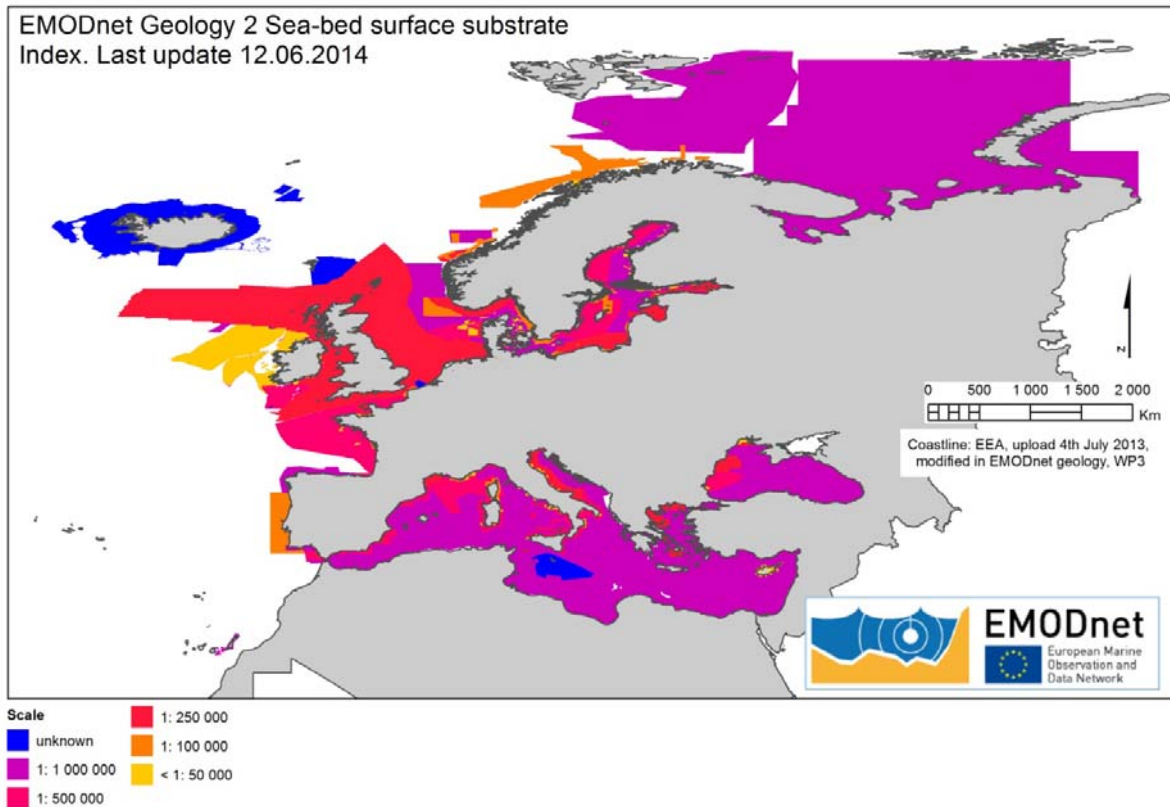 EMODnet Geology 2 Sea-bed surface substrate
Index. Last update 12.06.2014
N
0 500 1 000 1 500 2 000
Km
Coastline: EEA, upload 4th July 2013,
modified in EMODnet geology, WP3
EMODnet
European Marine
Observation and
Data Network
Scale
unknown
1: 1 000 000
1: 500 000
1: 250 000
1: 100 000
< 1: 50 000